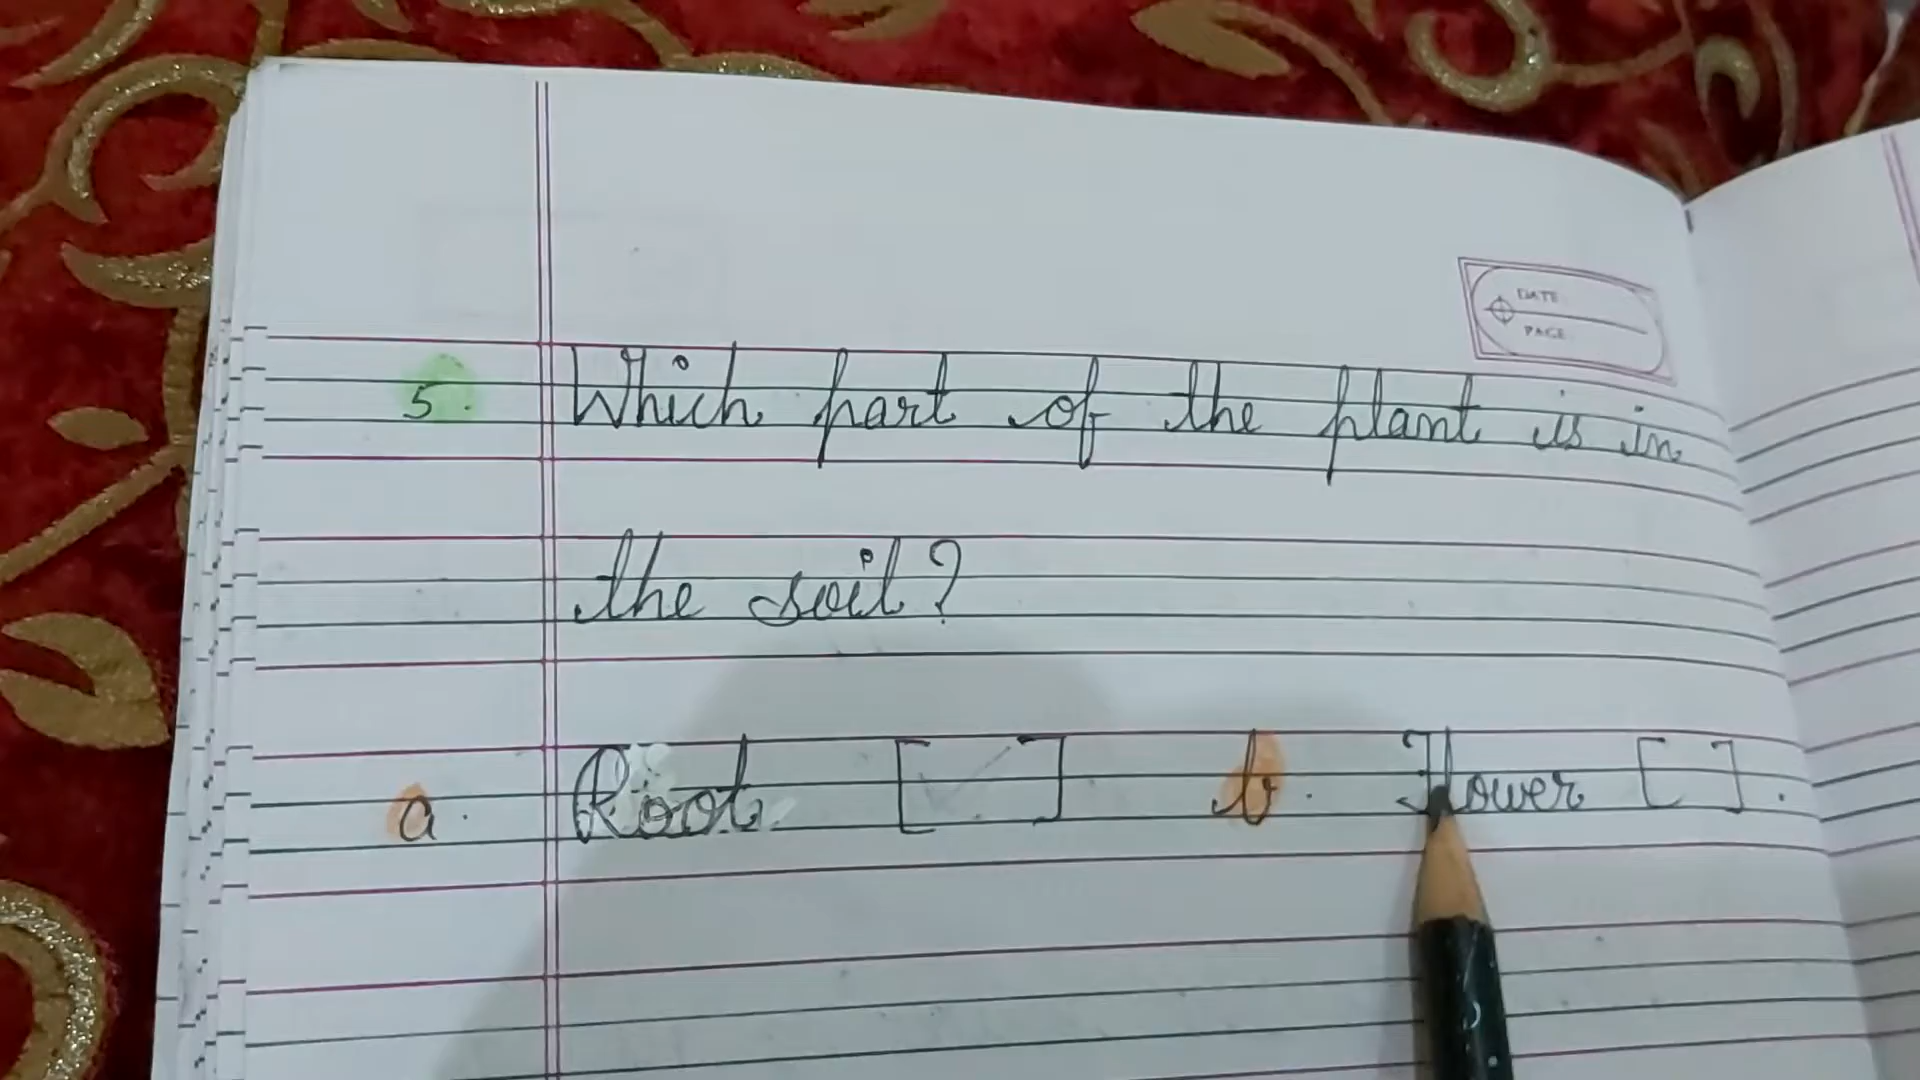 DATE
PAGE
5. Which part of the plant is in
the soil?
a. Root [ ] b. Flower [ ].